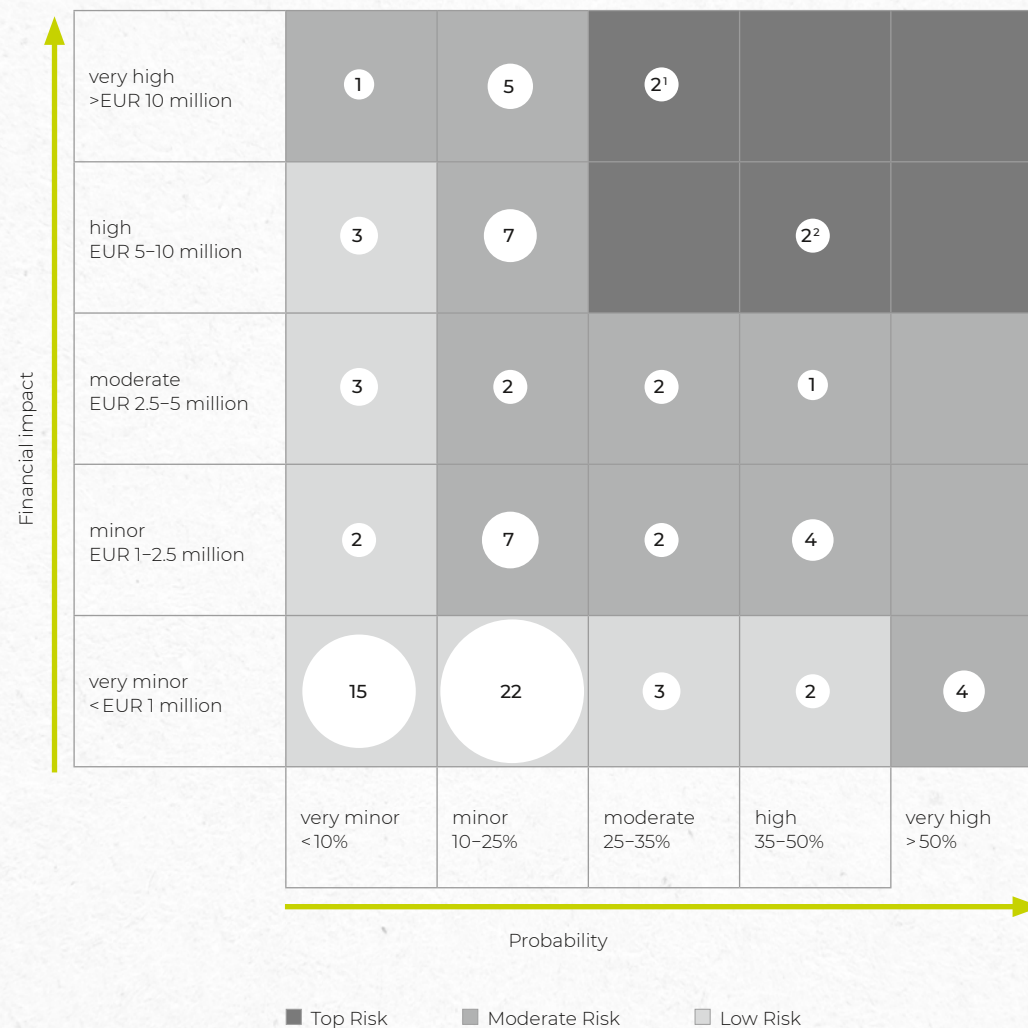 very high
>EUR 10 million
1
5
2¹
high
EUR 5–10 million
3
7
2²
moderate
EUR 2.5–5 million
3
2
2
1
minor
EUR 1–2.5 million
2
7
2
4
very minor
<EUR 1 million
15
22
3
2
4
Financial impact
very minor
<10%
minor
10–25%
moderate
25–35%
high
35–50%
very high
>50%
Probability
Top Risk
Moderate Risk
Low Risk